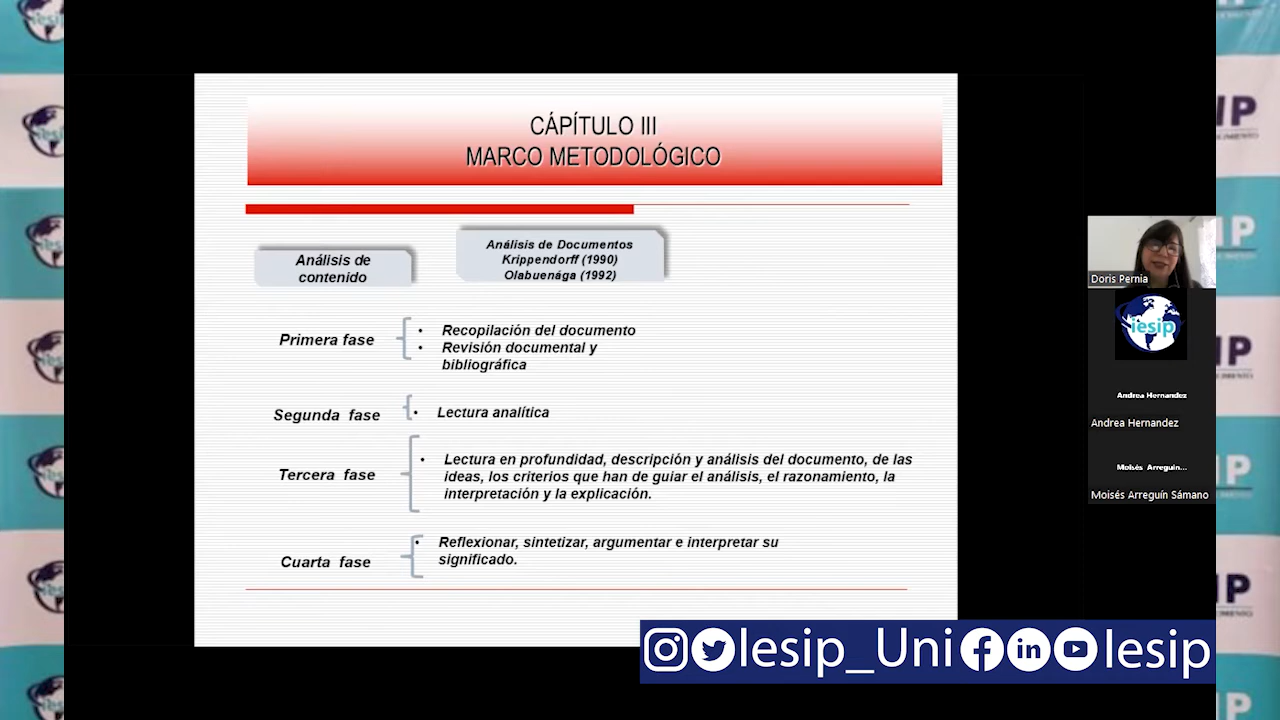 CÁPÍTULO III
MARCO METODOLÓGICO
Análisis de
contenido
Análisis de Documentos
Krippendorff (1990)
Olabuenága (1992)
Primera fase
• Recopilación del documento
• Revisión documental y
bibliográfica
Segunda fase
• Lectura analítica
Tercera fase
• Lectura en profundidad, descripción y análisis del documento, de las
ideas, los criterios que han de guiar el análisis, el razonamiento, la
interpretación y la explicación.
Cuarta fase
• Reflexionar, sintetizar, argumentar e interpretar su
significado.
Doris Pernia
iesip
Andrea Hernandez
Andrea Hernandez
Moisés Arreguín...
Moisés Arreguín Sámano
Iesip_Uni
Iesip